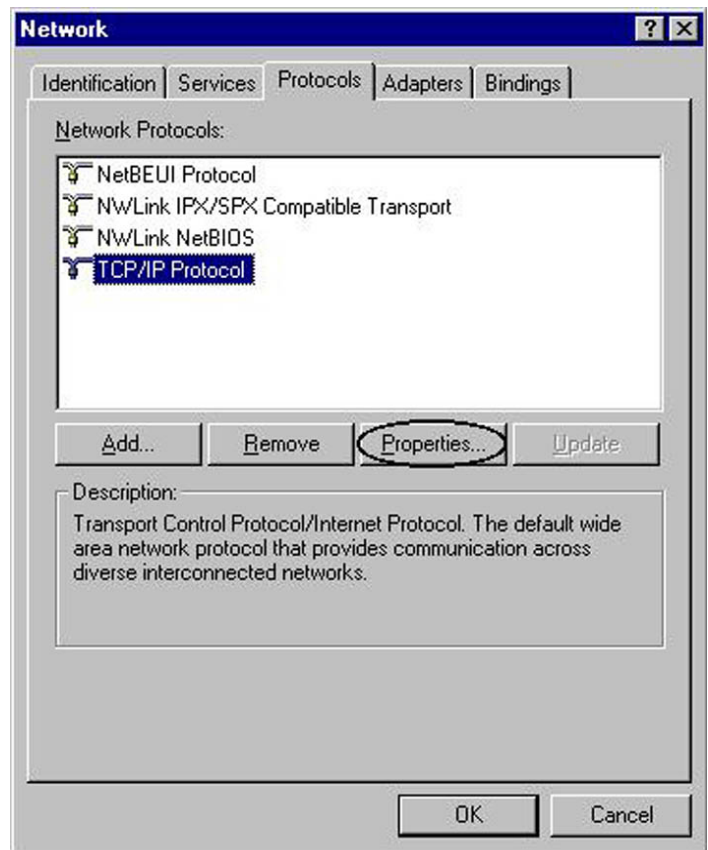 Network
Identification Services Protocols Adapters Bindings
Network Protocols:
NetBEUI Protocol
NWLink IPX/SPX Compatible Transport
NWLink NetBIOS
TCP/IP Protocol
Add... Remove Properties... Update
Description:
Transport Control Protocol/Internet Protocol. The default wide
area network protocol that provides communication across
diverse interconnected networks.
OK Cancel